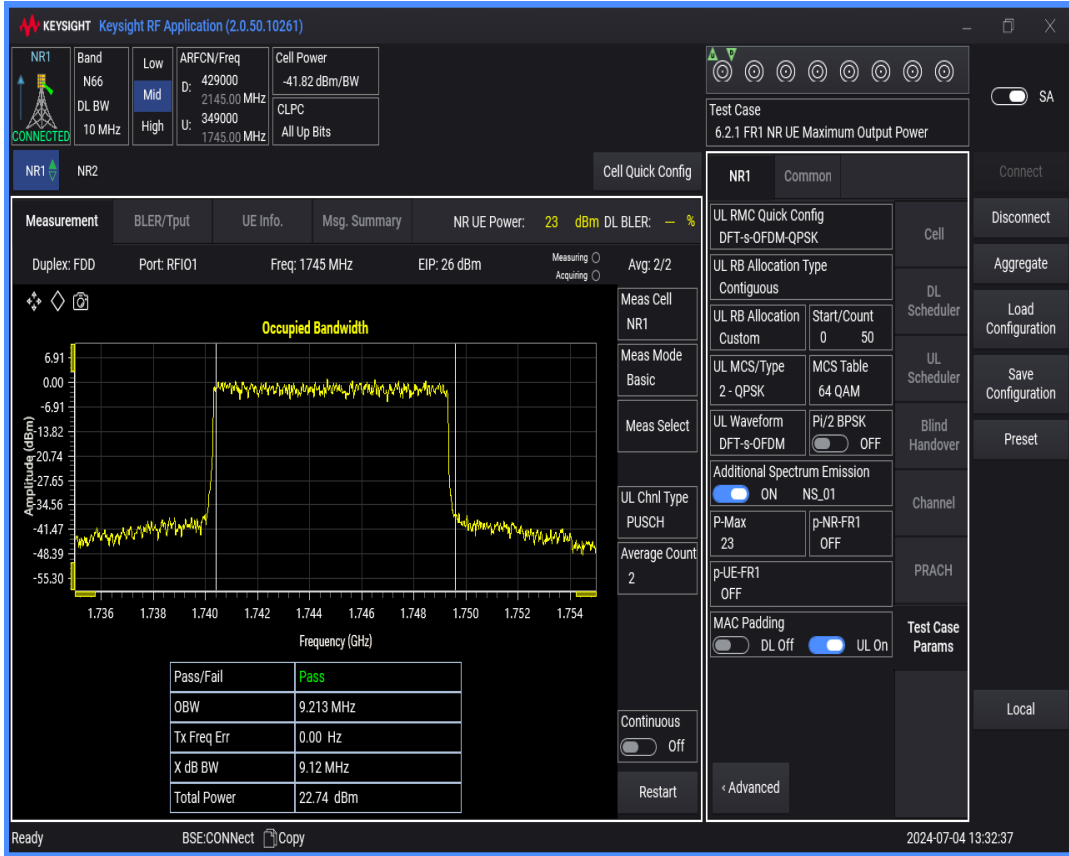 KEYSIGHT Keysight RF Application (2.0.50.10261)
NR1
CONNECTED
Band
N66
DL BW
10 MHz
Low
Mid
High
ARFCN/Freq
D: 429000
2145.00 MHz
U: 349000
1745.00 MHz
Cell Power
-41.82 dBm/BW
CLPC
All Up Bits
Test Case
6.2.1 FR1 NR UE Maximum Output Power
SA
NR1
NR2
Cell Quick Config
NR1
Common
Connect
Disconnect
Aggregate
Load
Configuration
Save
Configuration
Preset
Local
Measurement
BLER/Tput
UE Info.
Msg. Summary
NR UE Power: 23 dBm DL BLER: --- %
Duplex: FDD
Port: RFIO1
Freq: 1745 MHz
EIP: 26 dBm
Measuring
Acquiring
Avg: 2/2
Occupied Bandwidth
Amplitude (dBm)
6.91
0.00
-6.91
-13.82
-20.74
-27.65
-34.56
-41.47
-48.39
-55.30
1.736 1.738 1.740 1.742 1.744 1.746 1.748 1.750 1.752 1.754
Frequency (GHz)
Pass/Fail Pass
OBW 9.213 MHz
Tx Freq Err 0.00 Hz
X dB BW 9.12 MHz
Total Power 22.74 dBm
Meas Cell
NR1
Meas Mode
Basic
Meas Select
UL Chnl Type
PUSCH
Average Count
2
Continuous
Off
Restart
UL RMC Quick Config
DFT-s-OFDM-QPSK
UL RB Allocation Type
Contiguous
UL RB Allocation
Custom
Start/Count
0 50
UL MCS/Type
2 - QPSK
MCS Table
64 QAM
UL Waveform
DFT-s-OFDM
Pi/2 BPSK
OFF
Additional Spectrum Emission
ON NS_01
P-Max
23
p-NR-FR1
OFF
p-UE-FR1
OFF
MAC Padding
DL Off UL On
‹ Advanced
Cell
DL
Scheduler
UL
Scheduler
Blind
Handover
Channel
PRACH
Test Case
Params
Ready
BSE:CONNect
Copy
2024-07-04 13:32:37